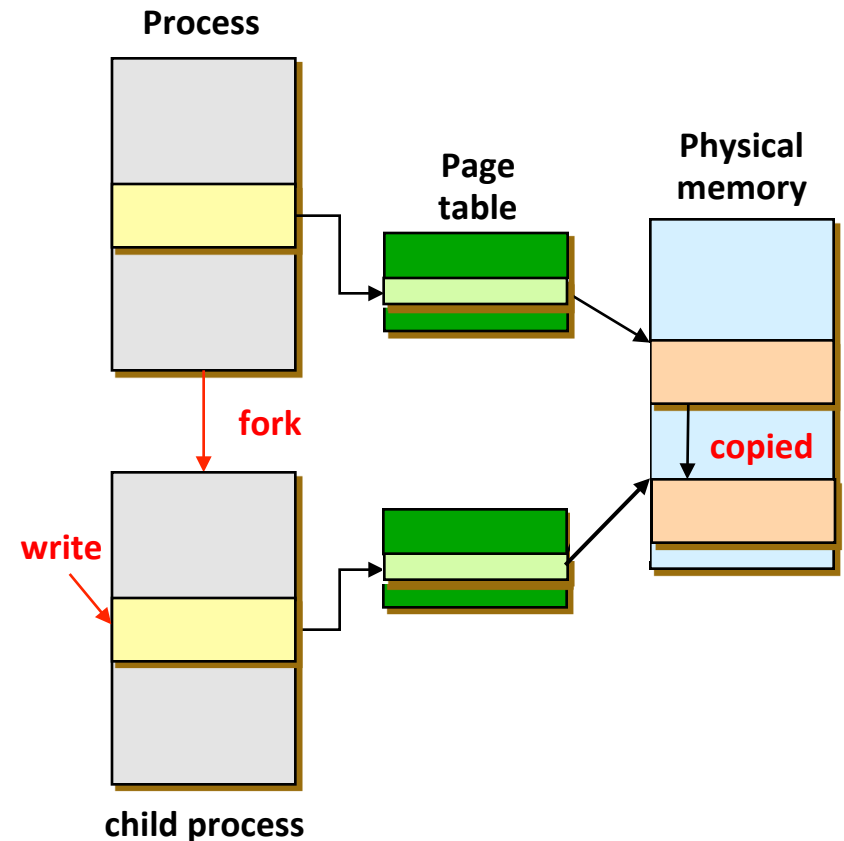 Process
Page
table
Physical
memory
fork
copied
write
child process